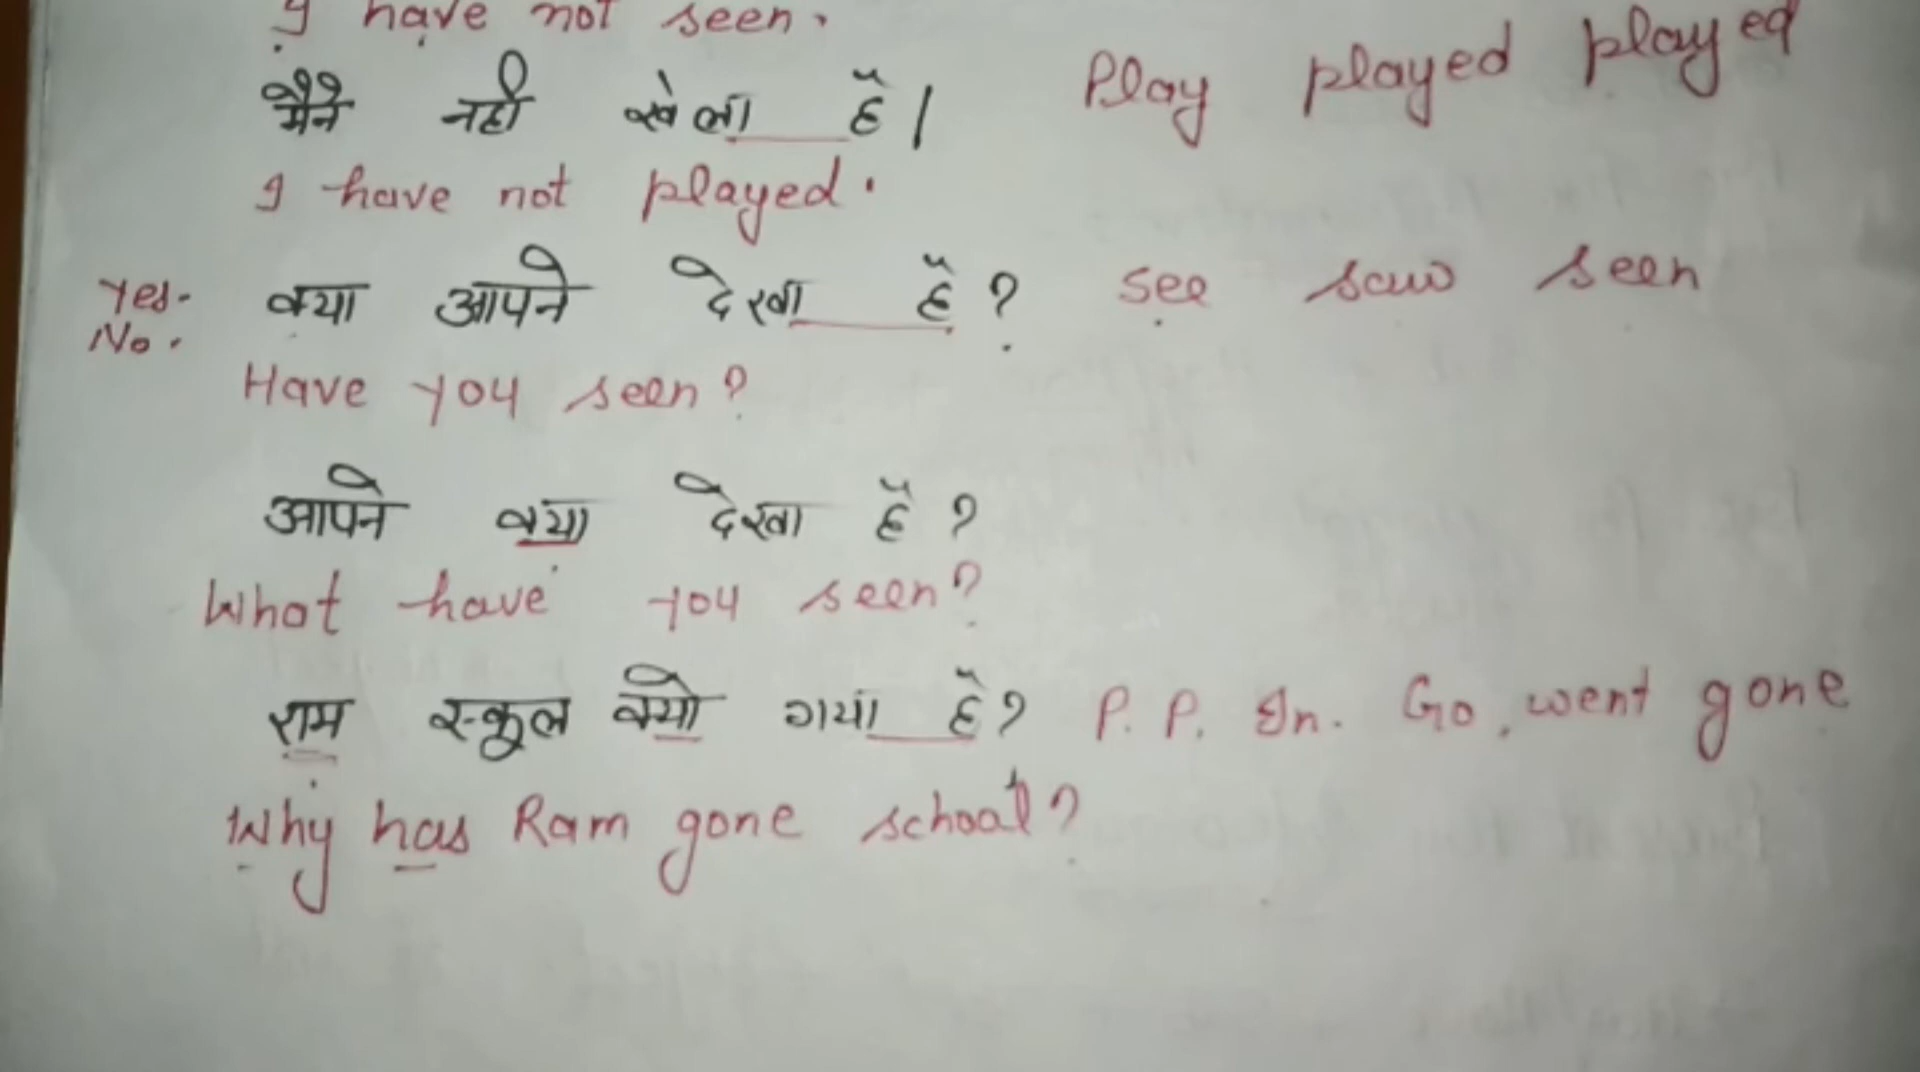 I have not seen.
मैंने नही खेला हैं। Play played played
I have not played.
Yes- क्या आपने देखा हैं? see saw seen
No.
Have you seen?
आपने क्या देखा हैं?
What have you seen?
राम स्कूल क्यो गया हैं? P. P. In. Go, went gone
Why has Ram gone school?